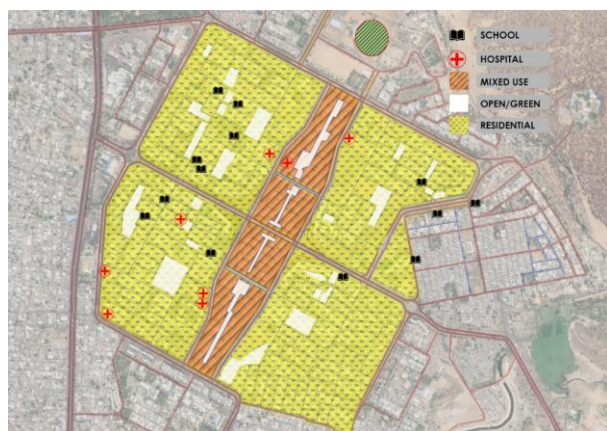 SCHOOL
HOSPITAL
MIXED USE
OPEN/GREEN
RESIDENTIAL